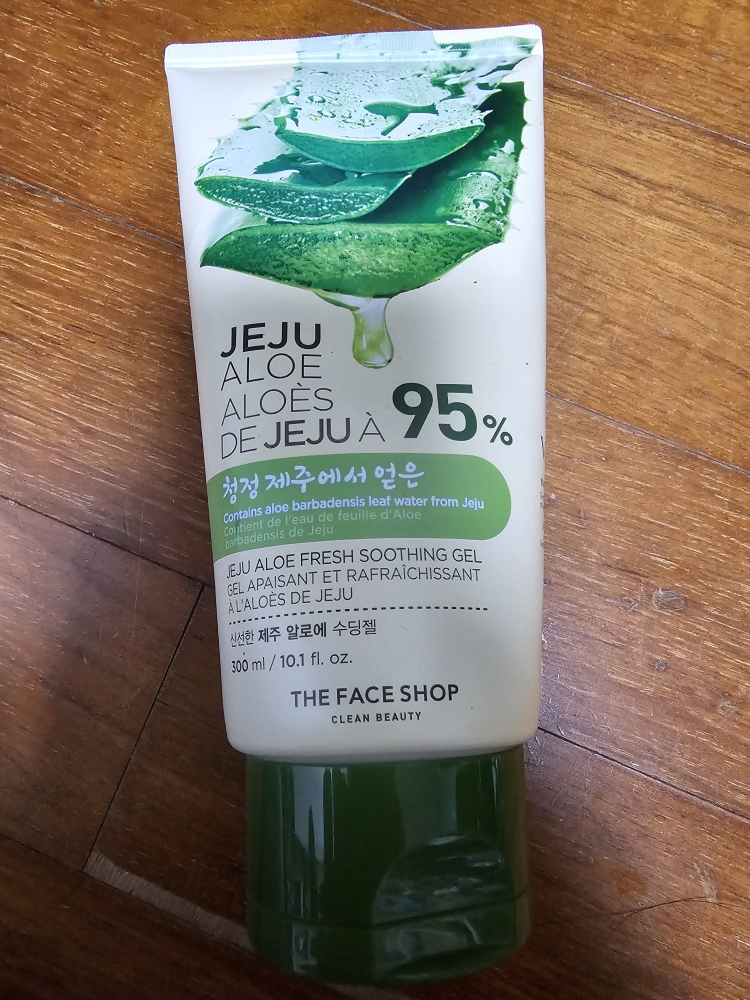 JEJU
ALOE
ALOÈS
DE JEJU À 95%
청정 제주에서 얻은
Contains aloe barbadensis leaf water from Jeju
Contient de l'eau de feuille d'Aloe
barbadensis de Jeju
JEJU ALOE FRESH SOOTHING GEL
GEL APAISANT ET RAFRAÎCHISSANT
À L'ALOÈS DE JEJU
신선한 제주 알로에 수딩젤
300 ml / 10.1 fl. oz.
THE FACE SHOP
CLEAN BEAUTY